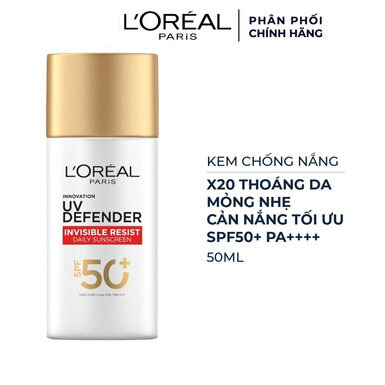 L'ORÉAL
PARIS
PHÂN PHỐI
CHÍNH HÃNG
L'ORÉAL
PARIS
INNOVATION
UV
DEFENDER
INVISIBLE RESIST
DAILY SUNSCREEN
SPF 50+
KEM CHỐNG NẮNG
X20 THOÁNG DA
MỎNG NHẸ
CẢN NẮNG TỐI ƯU
SPF50+ PA++++
50ML